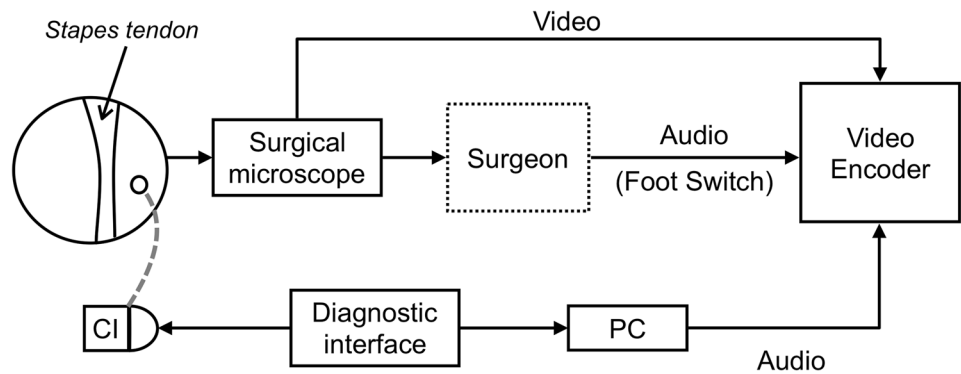 Stapes tendon
Video
Surgical
microscope
Surgeon
Audio
(Foot Switch)
Video
Encoder
CI
Diagnostic
interface
PC
Audio